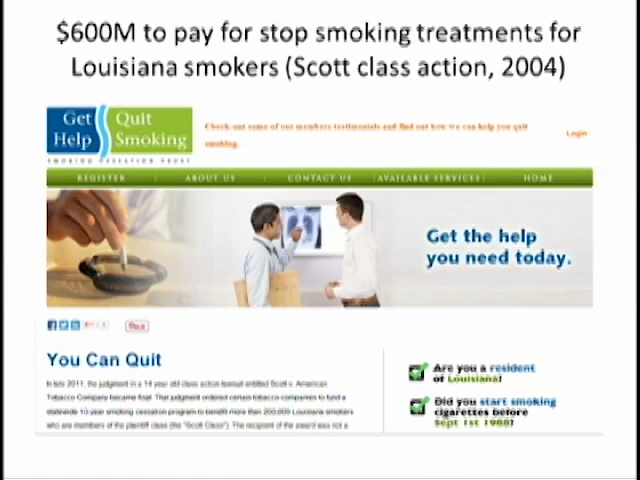 $600M to pay for stop smoking treatments for
Louisiana smokers (Scott class action, 2004)
Get Help
Quit Smoking
SMOKING CESSATION TRUST
Check out some of our members testimonials and find out how we can help you quit
smoking.
Login
REGISTER ABOUT US CONTACT US AVAILABLE SERVICES HOME
Get the help
you need today.
You Can Quit
In late 2011, the judgment in a 14 year old class action lawsuit entitled Scott v. American
Tobacco Company became final. That judgment ordered certain tobacco companies to fund a
statewide 10-year smoking cessation program to benefit more than 200,000 Louisiana smokers
who are members of the plaintiff class (the "Scott Class"). The recipient of the award was not a
Are you a resident
of Louisiana?
Did you start smoking
cigarettes before
Sept 1st 1988?